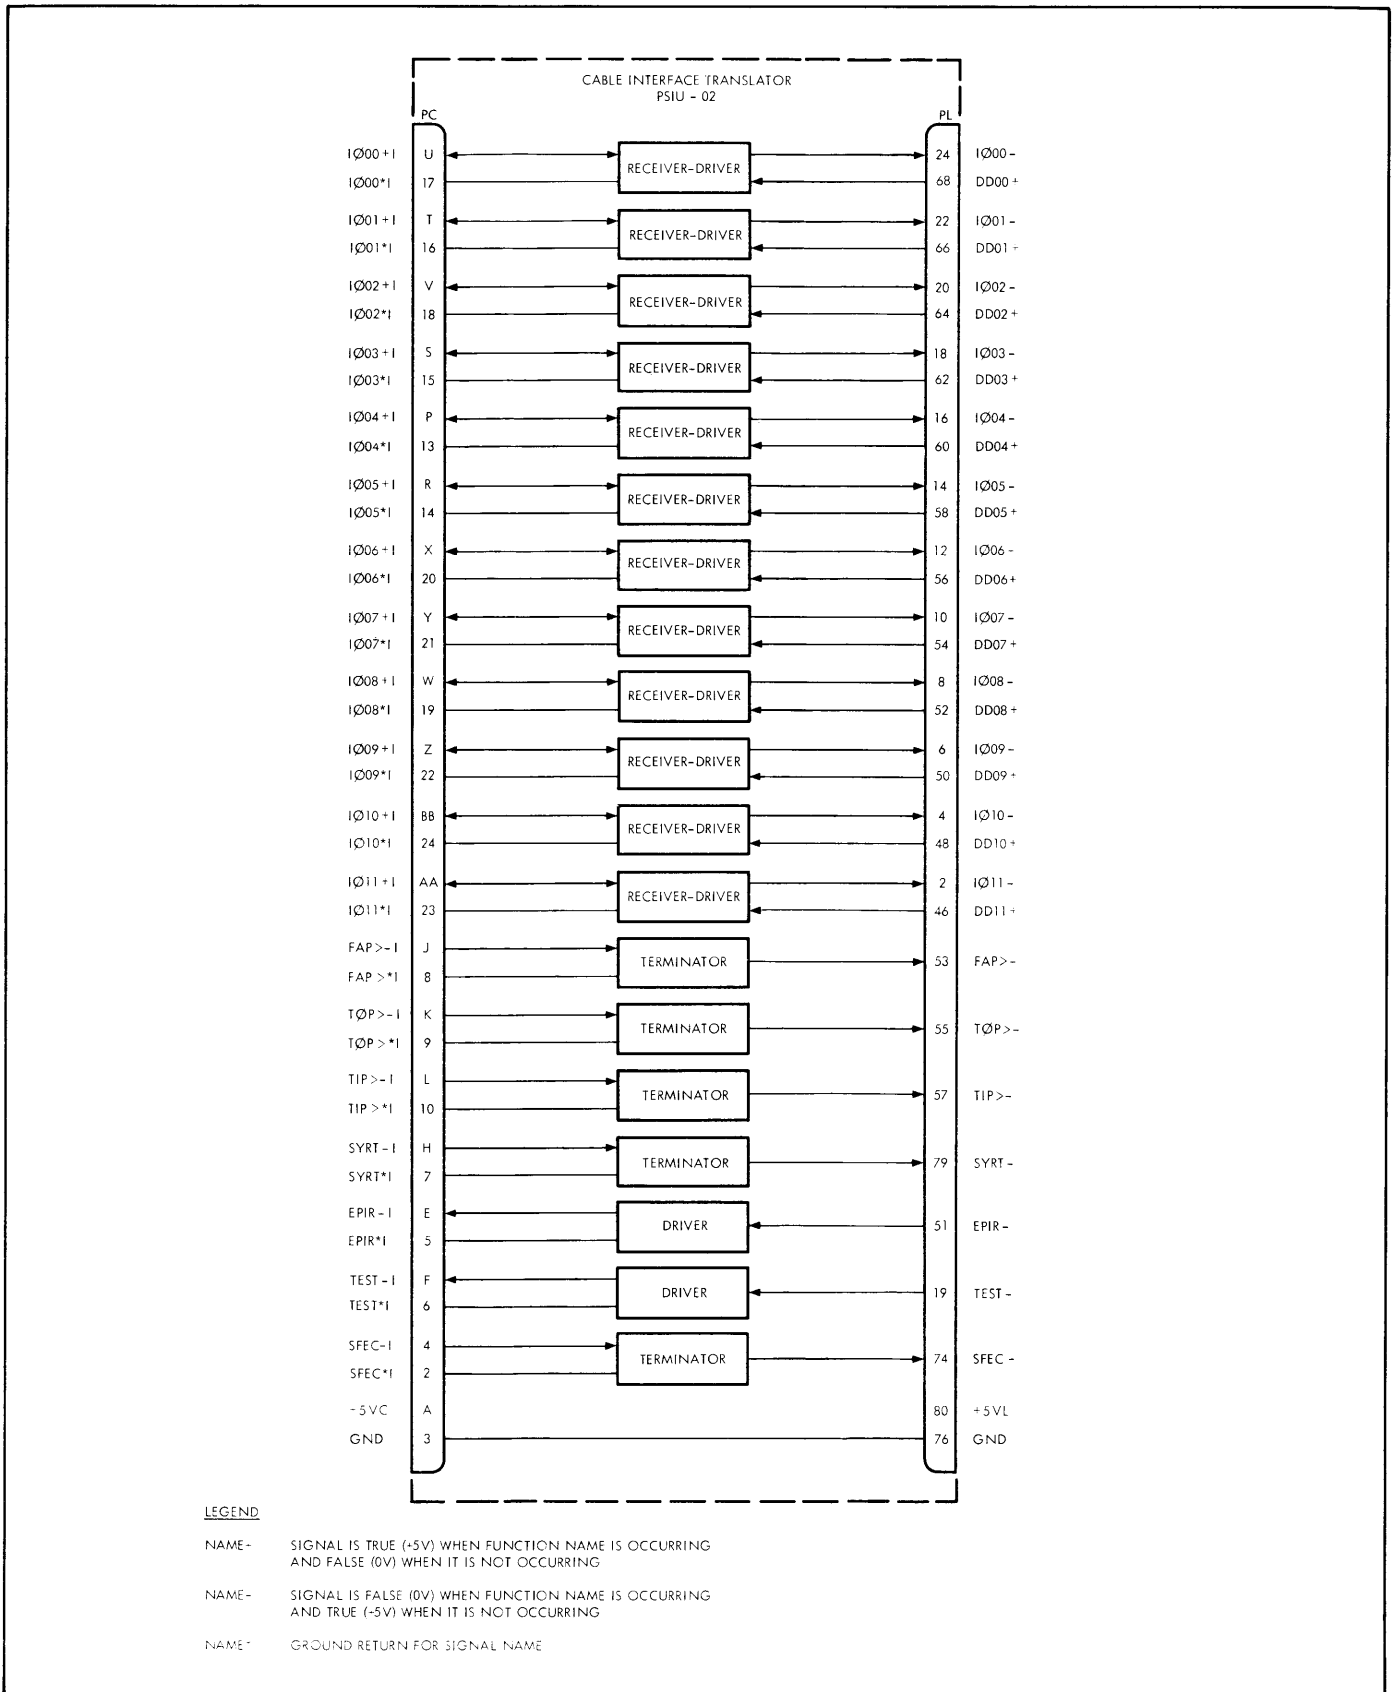 CABLE INTERFACE TRANSLATOR
PSIU - 02
PC PL
IØ00+I U 24 IØ00-
RECEIVER-DRIVER
IØ00*I 17 68 DD00+
IØ01+I T 22 IØ01-
RECEIVER-DRIVER
IØ01*I 16 66 DD01+
IØ02+I V 20 IØ02-
RECEIVER-DRIVER
IØ02*I 18 64 DD02+
IØ03+I S 18 IØ03-
RECEIVER-DRIVER
IØ03*I 15 62 DD03+
IØ04+I P 16 IØ04-
RECEIVER-DRIVER
IØ04*I 13 60 DD04+
IØ05+I R 14 IØ05-
RECEIVER-DRIVER
IØ05*I 14 58 DD05+
IØ06+I X 12 IØ06-
RECEIVER-DRIVER
IØ06*I 20 56 DD06+
IØ07+I Y 10 IØ07-
RECEIVER-DRIVER
IØ07*I 21 54 DD07+
IØ08+I W 8 IØ08-
RECEIVER-DRIVER
IØ08*I 19 52 DD08+
IØ09+I Z 6 IØ09-
RECEIVER-DRIVER
IØ09*I 22 50 DD09+
IØ10+I BB 4 IØ10-
RECEIVER-DRIVER
IØ10*I 24 48 DD10+
IØ11+I AA 2 IØ11-
RECEIVER-DRIVER
IØ11*I 23 46 DD11+
FAP>-I J
TERMINATOR 53 FAP>-
FAP>*I 8
TØP>-I K
TERMINATOR 55 TØP>-
TØP>*I 9
TIP>-I L
TERMINATOR 57 TIP>-
TIP>*I 10
SYRT-I H
TERMINATOR 79 SYRT-
SYRT*I 7
EPIR-I E
DRIVER 51 EPIR-
EPIR*I 5
TEST-I F
DRIVER 19 TEST-
TEST*I 6
SFEC-I 4
TERMINATOR 74 SFEC-
SFEC*I 2
+5VC A 80 +5VL
GND 3 76 GND
LEGEND
NAME+ SIGNAL IS TRUE (+5V) WHEN FUNCTION NAME IS OCCURRING
AND FALSE (0V) WHEN IT IS NOT OCCURRING
NAME- SIGNAL IS FALSE (0V) WHEN FUNCTION NAME IS OCCURRING
AND TRUE (+5V) WHEN IT IS NOT OCCURRING
NAME* GROUND RETURN FOR SIGNAL NAME